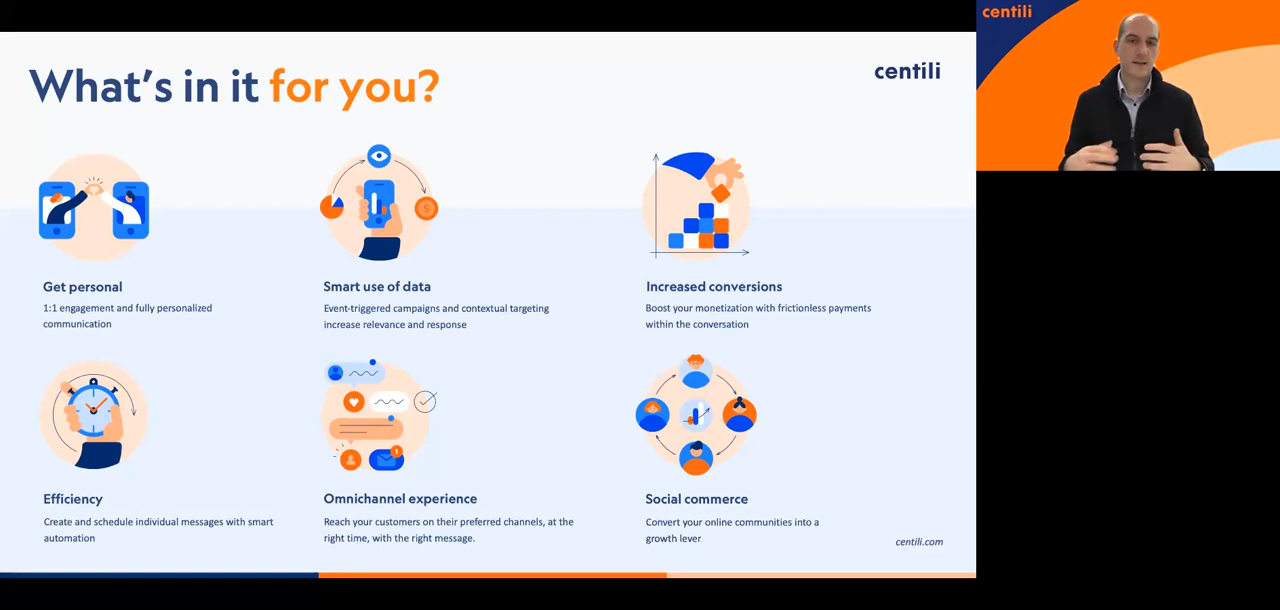 What's in it for you?
centili
centili
Get personal
1:1 engagement and fully personalized
communication
Smart use of data
Event-triggered campaigns and contextual targeting
increase relevance and response
Increased conversions
Boost your monetization with frictionless payments
within the conversation
Efficiency
Create and schedule individual messages with smart
automation
Omnichannel experience
Reach your customers on their preferred channels, at the
right time, with the right message.
Social commerce
Convert your online communities into a
growth lever
centili.com
$
1